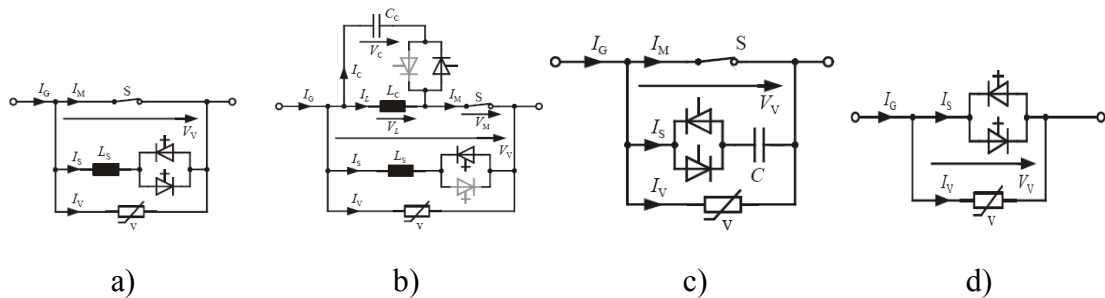 C_C
V_C
I_G I_M S
I_C
I_G I_L L_C I_M S
V_L V_M
V_V
V_V
I_S L_S
I_S L_S
I_V V
I_V V
I_G I_M S
V_V
I_S
C
I_V V
I_G I_S
V_V
I_V V
a) b) c) d)